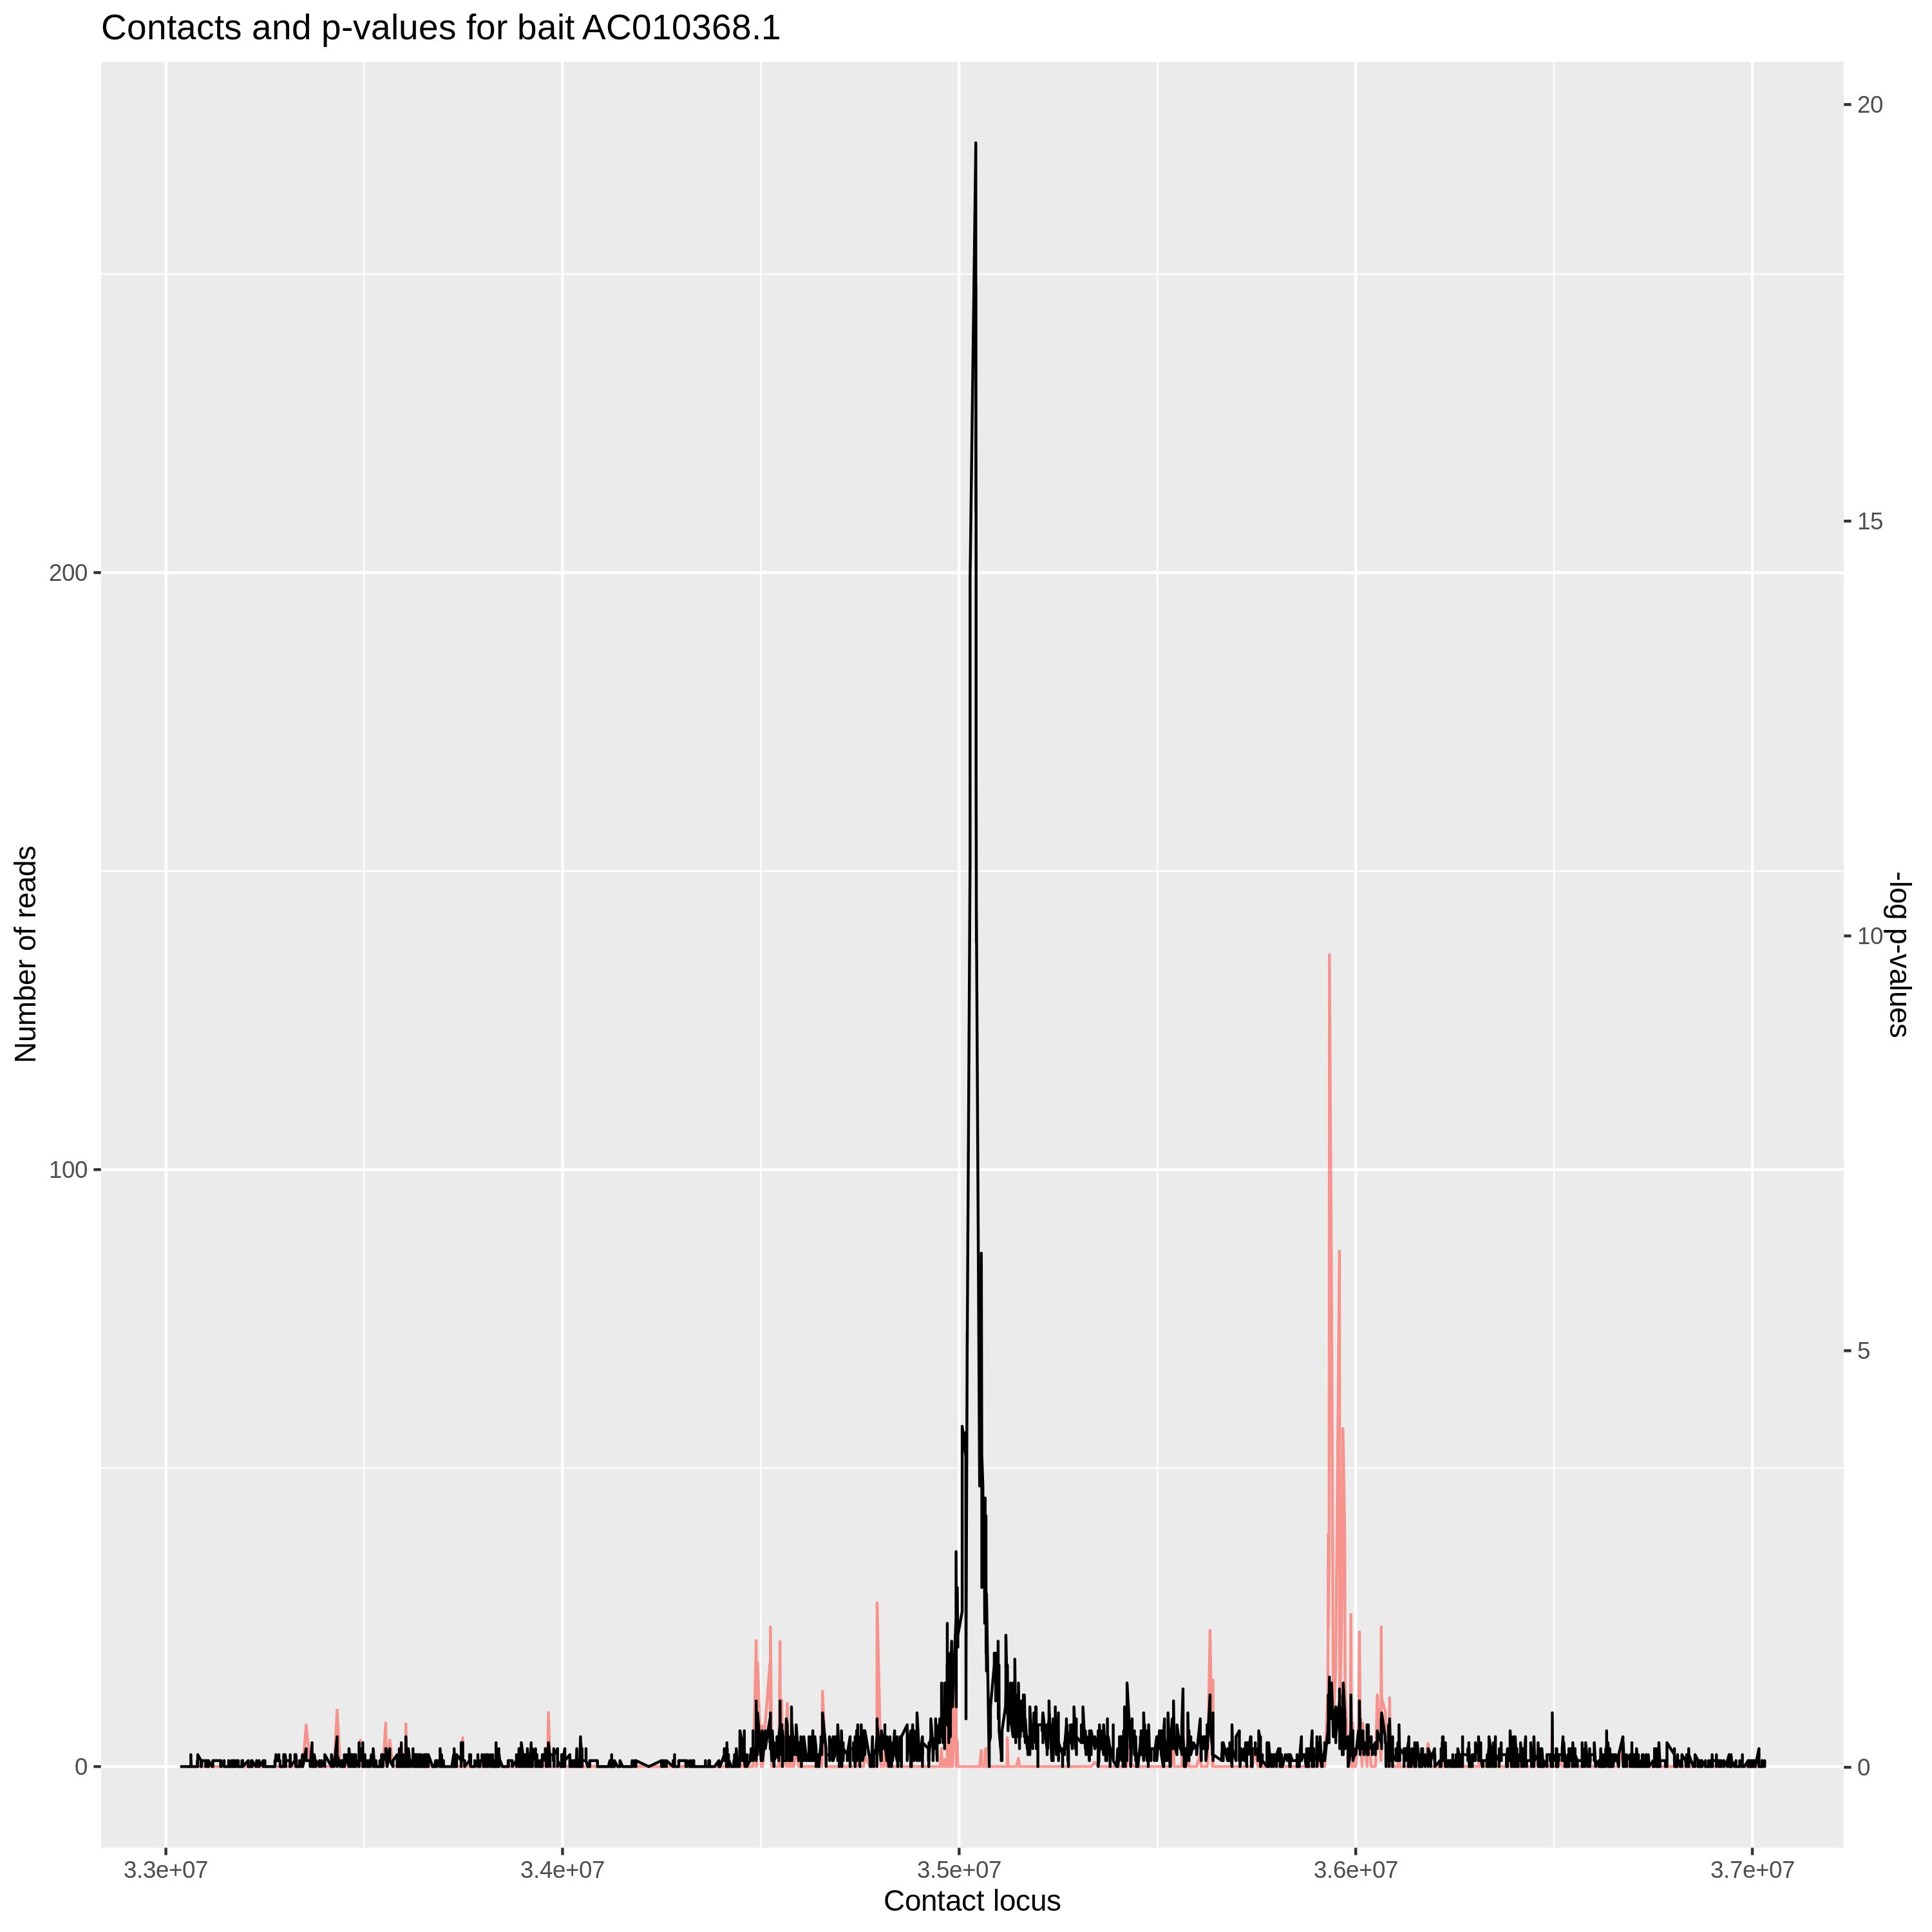 Contacts and p-values for bait AC010368.1
Number of reads
200
100
0
20
15
10
5
0
-log p-values
3.3e+07
3.4e+07
3.5e+07
3.6e+07
3.7e+07
Contact locus